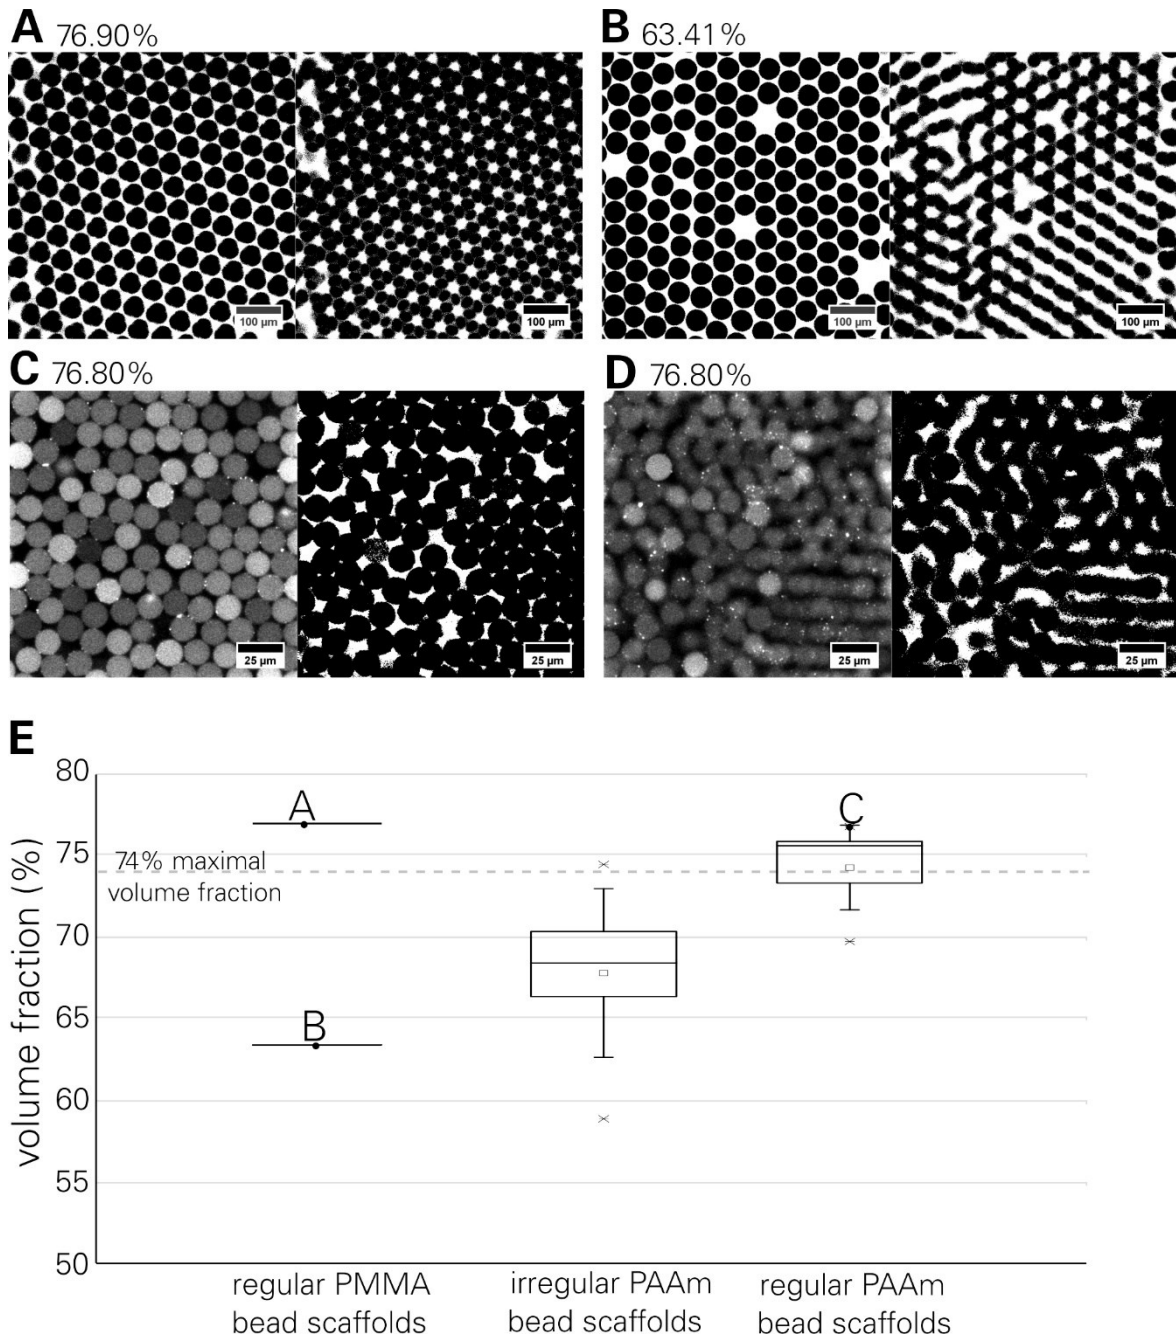 A 76.90%
B 63.41%
100 µm
100 µm
100 µm
100 µm
C 76.80%
D 76.80%
25 µm
25 µm
25 µm
25 µm
E
volume fraction (%)
80
75
70
65
60
55
50
A
B
C
74% maximal
volume fraction
regular PMMA
bead scaffolds
irregular PAAm
bead scaffolds
regular PAAm
bead scaffolds